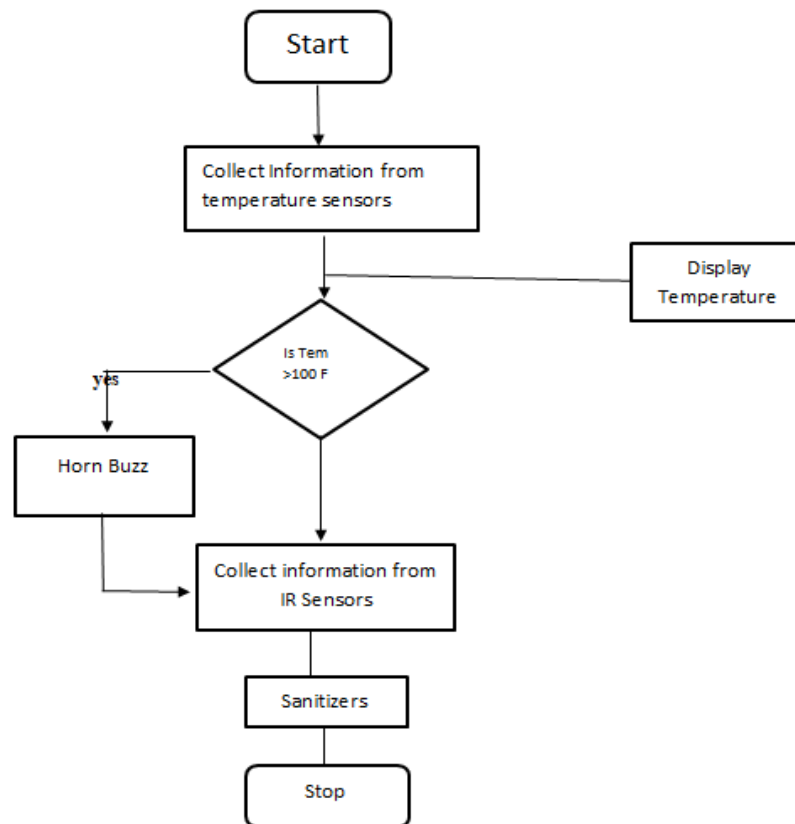 Start
Collect Information from
temperature sensors
Display
Temperature
Is Tem
>100 F
yes
Horn Buzz
Collect information from
IR Sensors
Sanitizers
Stop